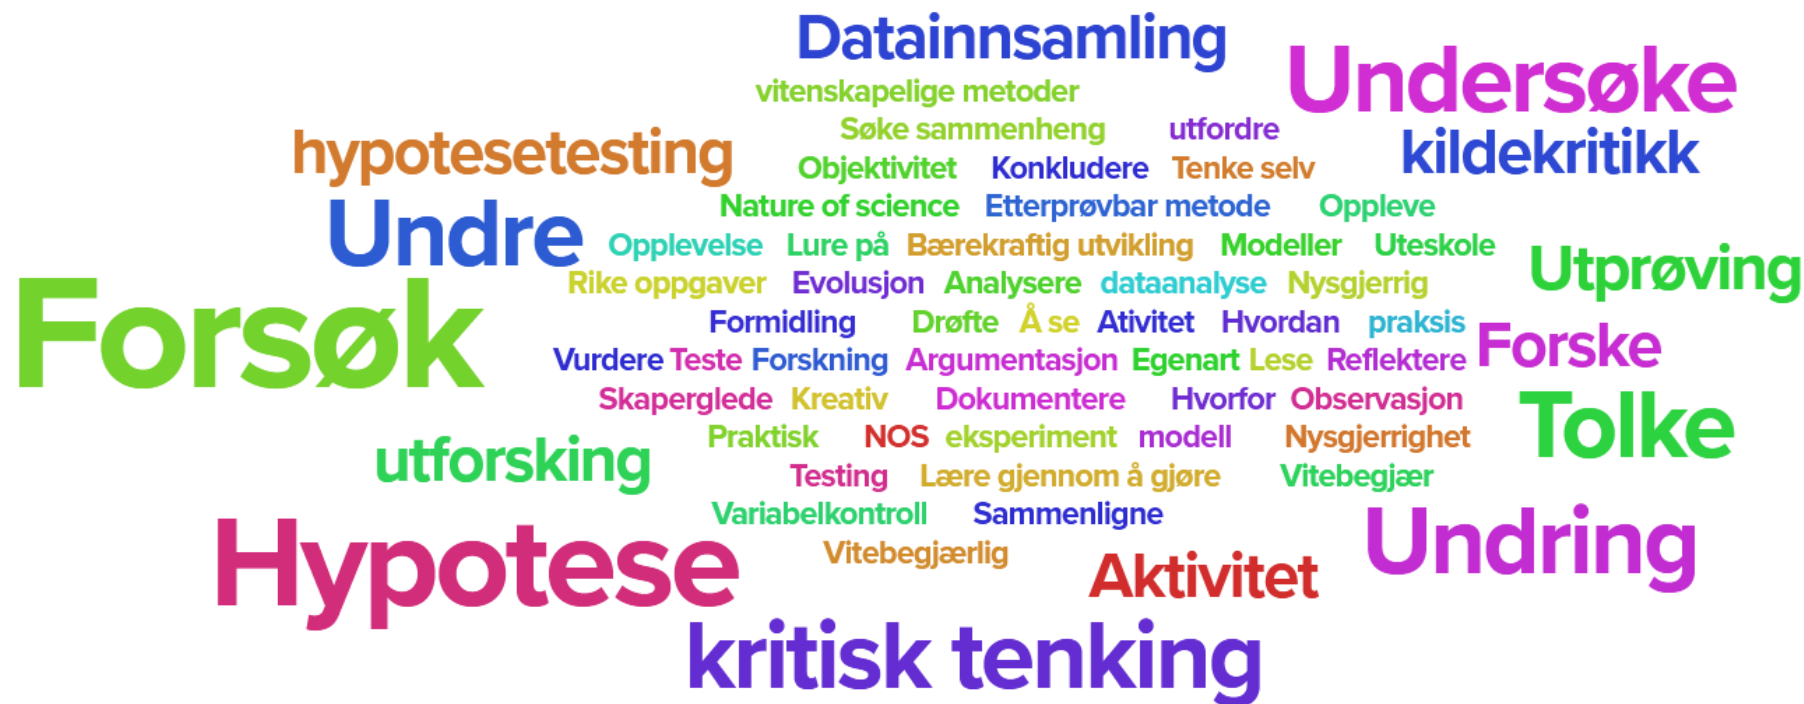 Datainnsamling
Undersøke
vitenskapelige metoder
Søke sammenheng utfordre
hypotesetesting
kildekritikk
Objektivitet Konkludere Tenke selv
Nature of science Etterprøvbar metode Oppleve
Undre
Opplevelse Lure på Bærekraftig utvikling Modeller Uteskole
Utprøving
Rike oppgaver Evolusjon Analysere dataanalyse Nysgjerrig
Forsøk
Formidling Drøfte Å se Ativitet Hvordan praksis
Forske
Vurdere Teste Forskning Argumentasjon Egenart Lese Reflektere
Skaperglede Kreativ Dokumentere Hvorfor Observasjon
Tolke
Praktisk NOS eksperiment modell Nysgjerrighet
utforsking
Testing Lære gjennom å gjøre Vitebegjær
Variabelkontroll Sammenligne
Undring
Vitebegjærlig
Hypotese
Aktivitet
kritisk tenking